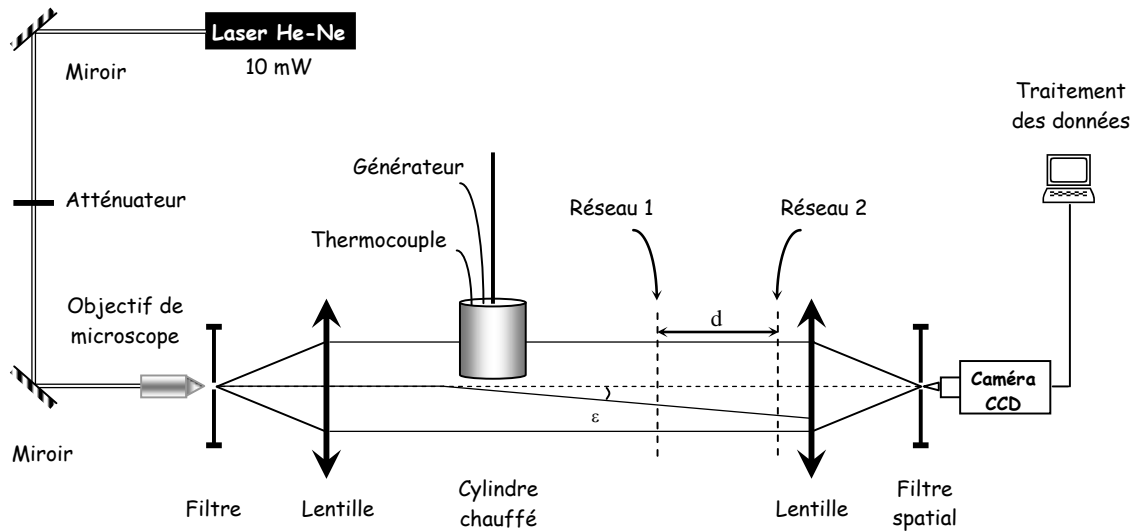 Laser He-Ne
10 mW
Miroir
Traitement
des données
Générateur
Atténuateur
Réseau 1
Réseau 2
Thermocouple
Objectif de
microscope
d
Caméra
CCD
ε
Miroir
Filtre
Lentille
Cylindre
chauffé
Lentille
Filtre
spatial